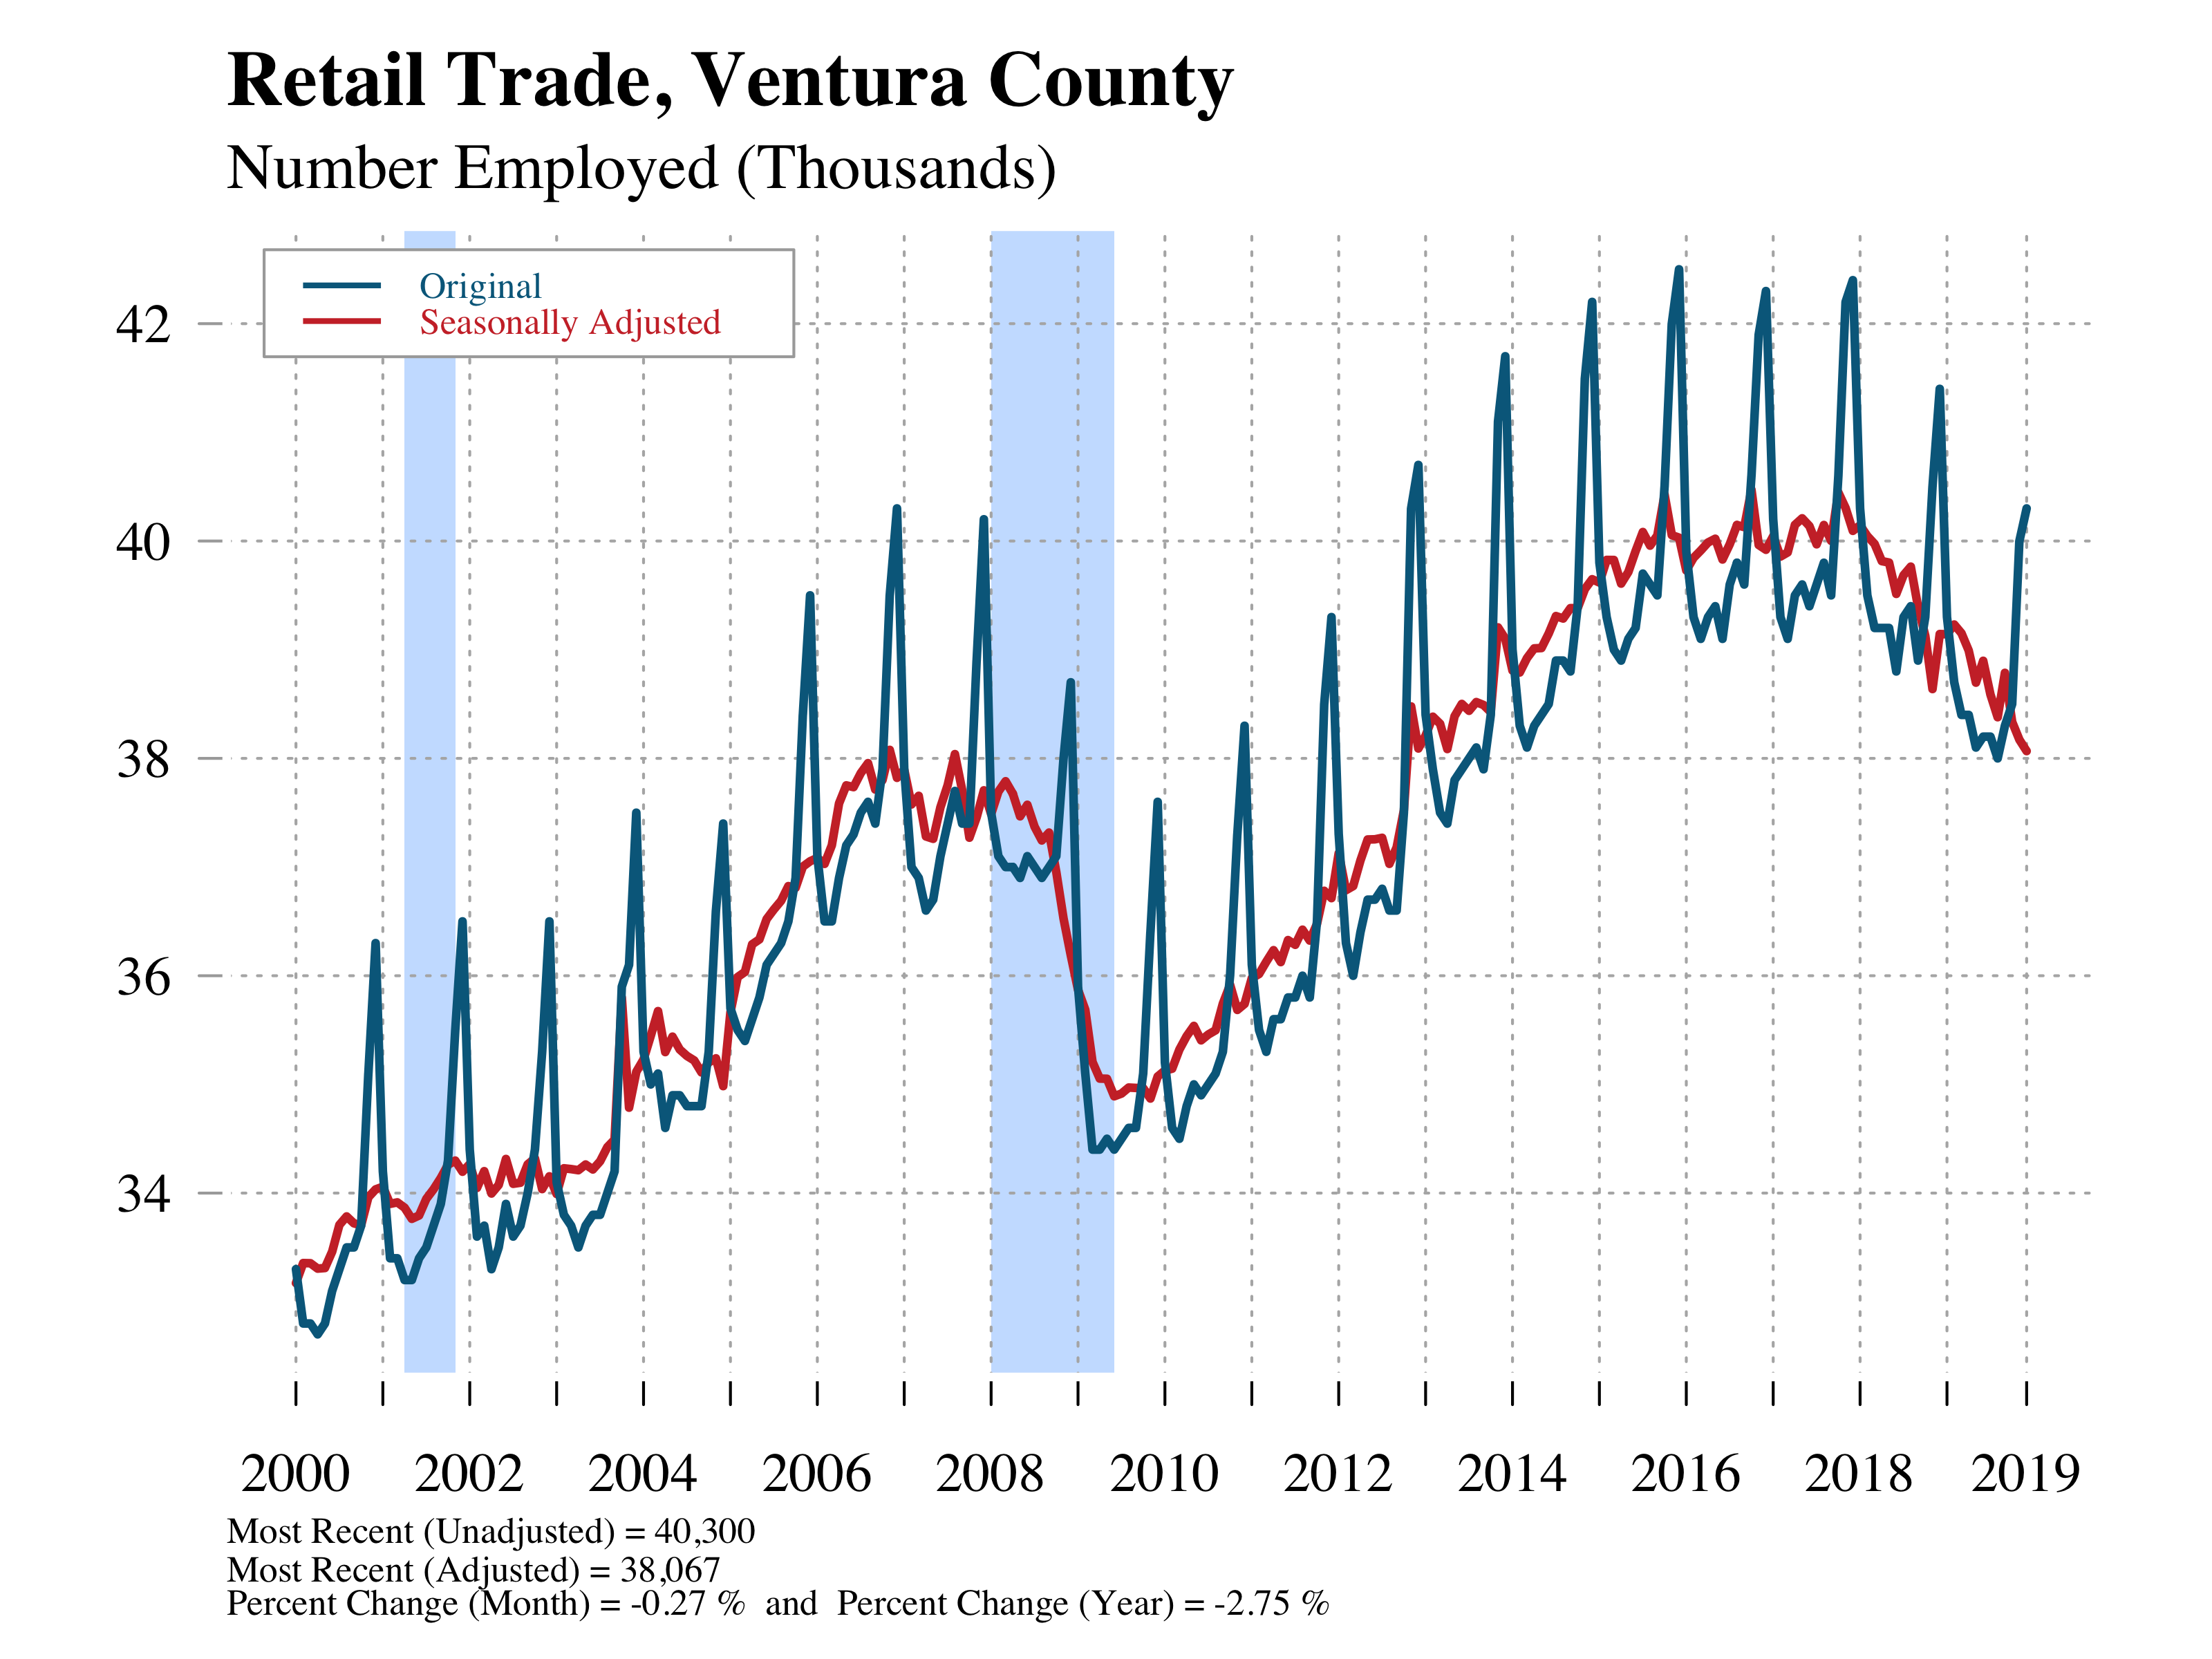 Retail Trade, Ventura County
Number Employed (Thousands)
Original
Seasonally Adjusted
42
40
38
36
34
2000 2002 2004 2006 2008 2010 2012 2014 2016 2018 2019
Most Recent (Unadjusted) = 40,300
Most Recent (Adjusted) = 38,067
Percent Change (Month) = -0.27 % and Percent Change (Year) = -2.75 %